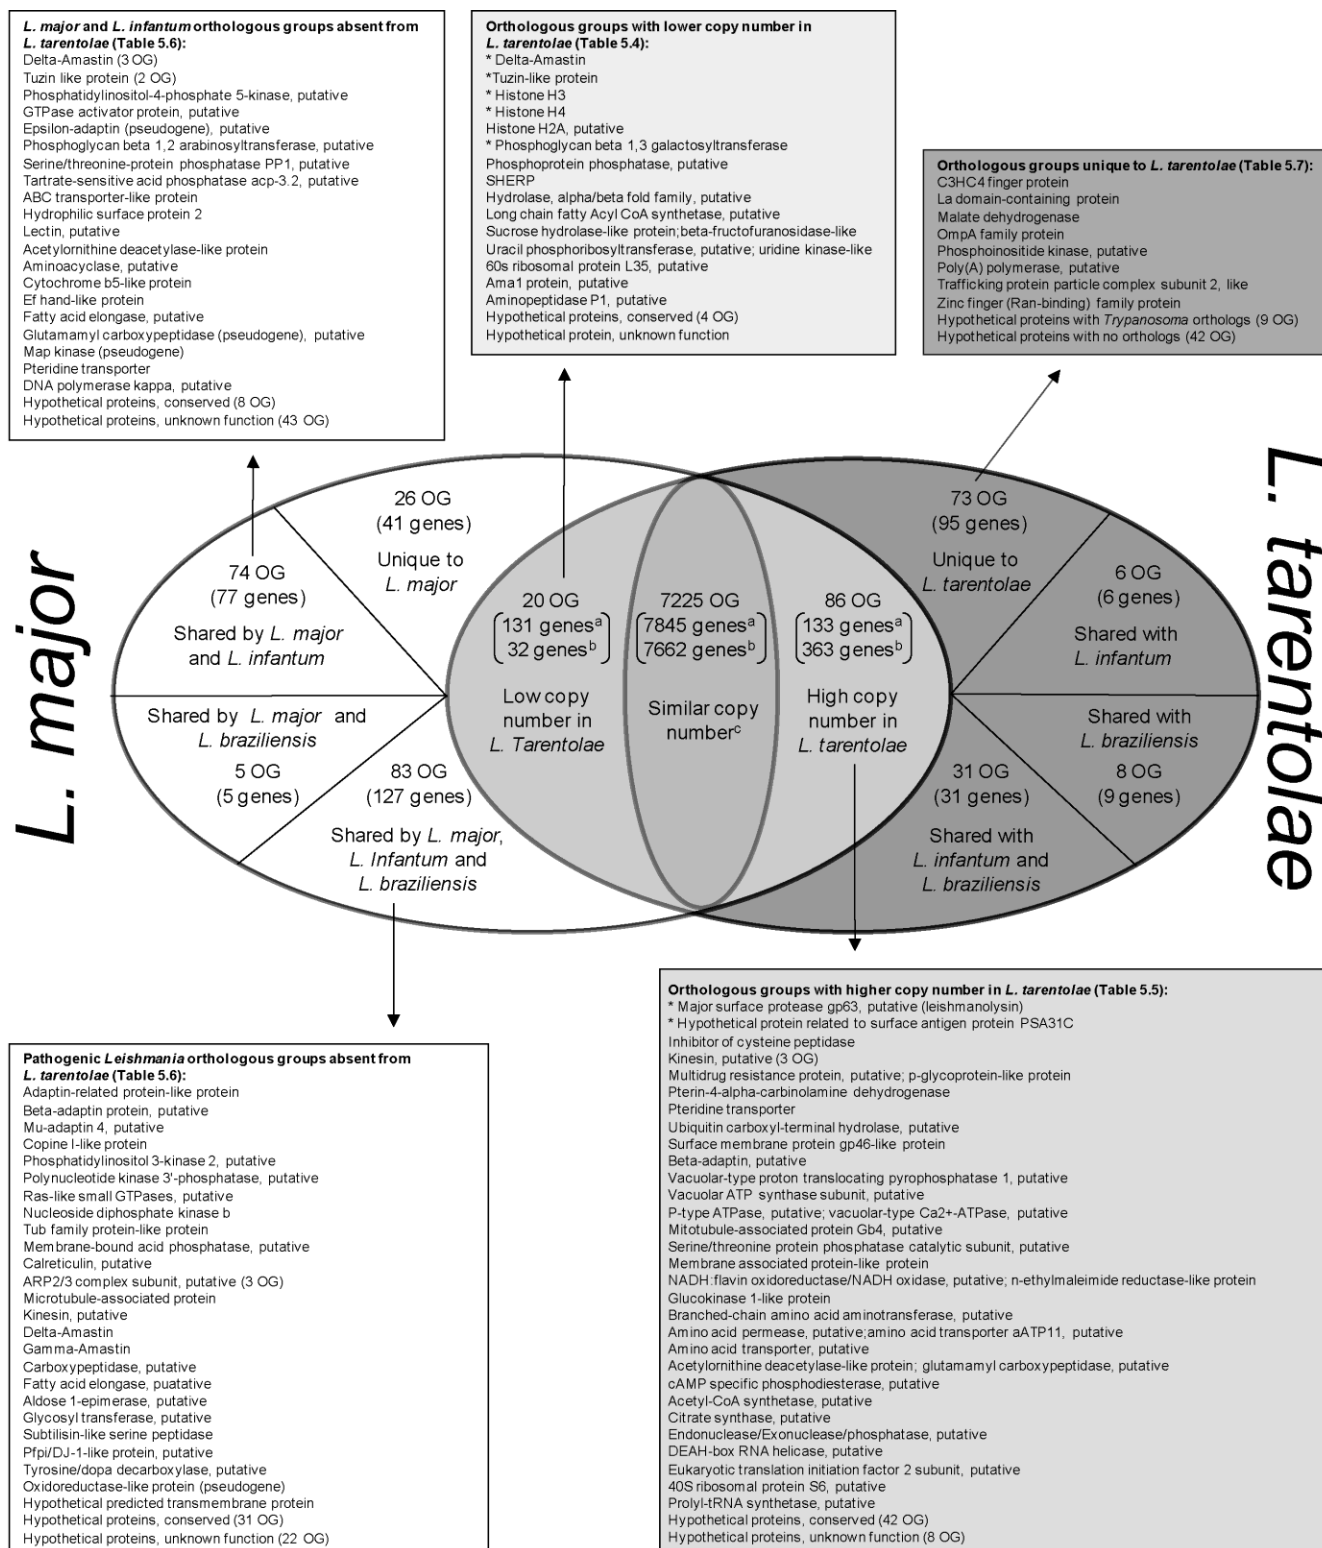 L. major and L. infantum orthologous groups absent from
L. tarentolae (Table 5.6):
Delta-Amastin (3 OG)
Tuzin like protein (2 OG)
Phosphatidylinositol-4-phosphate 5-kinase, putative
GTPase activator protein, putative
Epsilon-adaptin (pseudogene), putative
Phosphoglycan beta 1,2 arabinosyltransferase, putative
Serine/threonine-protein phosphatase PP1, putative
Tartrate-sensitive acid phosphatase acp-3.2, putative
ABC transporter-like protein
Hydrophilic surface protein 2
Lectin, putative
Acetylornithine deacetylase-like protein
Aminoacyclase, putative
Cytochrome b5-like protein
Ef hand-like protein
Fatty acid elongase, putative
Glutamamyl carboxypeptidase (pseudogene), putative
Map kinase (pseudogene)
Pteridine transporter
DNA polymerase kappa, putative
Hypothetical proteins, conserved (8 OG)
Hypothetical proteins, unknown function (43 OG)
Orthologous groups with lower copy number in
L. tarentolae (Table 5.4):
* Delta-Amastin
*Tuzin-like protein
* Histone H3
* Histone H4
Histone H2A, putative
* Phosphoglycan beta 1,3 galactosyltransferase
Phosphoprotein phosphatase, putative
SHERP
Hydrolase, alpha/beta fold family, putative
Long chain fatty Acyl CoA synthetase, putative
Sucrose hydrolase-like protein;beta-fructofuranosidase-like
Uracil phosphoribosyltransferase, putative; uridine kinase-like
60s ribosomal protein L35, putative
Ama1 protein, putative
Aminopeptidase P1, putative
Hypothetical proteins, conserved (4 OG)
Hypothetical protein, unknown function
Orthologous groups unique to L. tarentolae (Table 5.7):
C3HC4 finger protein
La domain-containing protein
Malate dehydrogenase
OmpA family protein
Phosphoinositide kinase, putative
Poly(A) polymerase, putative
Trafficking protein particle complex subunit 2, like
Zinc finger (Ran-binding) family protein
Hypothetical proteins with Trypanosoma orthologs (9 OG)
Hypothetical proteins with no orthologs (42 OG)
L. major
26 OG
(41 genes)
Unique to
L. major
74 OG
(77 genes)
Shared by L. major
and L. infantum
Shared by L. major and
L. braziliensis
5 OG
(5 genes)
83 OG
(127 genes)
Shared by L. major,
L. Infantum and
L. braziliensis
20 OG
131 genesa
32 genesb
Low copy
number in
L. Tarentolae
7225 OG
7845 genesa
7662 genesb
Similar copy
numberc
86 OG
133 genesa
363 genesb
High copy
number in
L. tarentolae
73 OG
(95 genes)
Unique to
L. tarentolae
6 OG
(6 genes)
Shared with
L. infantum
Shared with
L. braziliensis
8 OG
(9 genes)
31 OG
(31 genes)
Shared with
L. infantum and
L. braziliensis
L. tarentolae
Pathogenic Leishmania orthologous groups absent from
L. tarentolae (Table 5.6):
Adaptin-related protein-like protein
Beta-adaptin protein, putative
Mu-adaptin 4, putative
Copine I-like protein
Phosphatidylinositol 3-kinase 2, putative
Polynucleotide kinase 3'-phosphatase, putative
Ras-like small GTPases, putative
Nucleoside diphosphate kinase b
Tub family protein-like protein
Membrane-bound acid phosphatase, putative
Calreticulin, putative
ARP2/3 complex subunit, putative (3 OG)
Microtubule-associated protein
Kinesin, putative
Delta-Amastin
Gamma-Amastin
Carboxypeptidase, putative
Fatty acid elongase, puatative
Aldose 1-epimerase, putative
Glycosyl transferase, putative
Subtilisin-like serine peptidase
Pfpi/DJ-1-like protein, putative
Tyrosine/dopa decarboxylase, putative
Oxidoreductase-like protein (pseudogene)
Hypothetical predicted transmembrane protein
Hypothetical proteins, conserved (31 OG)
Hypothetical proteins, unknown function (22 OG)
Orthologous groups with higher copy number in L. tarentolae (Table 5.5):
* Major surface protease gp63, putative (leishmanolysin)
* Hypothetical protein related to surface antigen protein PSA31C
Inhibitor of cysteine peptidase
Kinesin, putative (3 OG)
Multidrug resistance protein, putative; p-glycoprotein-like protein
Pterin-4-alpha-carbinolamine dehydrogenase
Pteridine transporter
Ubiquitin carboxyl-terminal hydrolase, putative
Surface membrane protein gp46-like protein
Beta-adaptin, putative
Vacuolar-type proton translocating pyrophosphatase 1, putative
Vacuolar ATP synthase subunit, putative
P-type ATPase, putative; vacuolar-type Ca2+-ATPase, putative
Mitotubule-associated protein Gb4, putative
Serine/threonine protein phosphatase catalytic subunit, putative
Membrane associated protein-like protein
NADH:flavin oxidoreductase/NADH oxidase, putative; n-ethylmaleimide reductase-like protein
Glucokinase 1-like protein
Branched-chain amino acid aminotransferase, putative
Amino acid permease, putative;amino acid transporter aATP11, putative
Amino acid transporter, putative
Acetylornithine deacetylase-like protein; glutamamyl carboxypeptidase, putative
cAMP specific phosphodiesterase, putative
Acetyl-CoA synthetase, putative
Citrate synthase, putative
Endonuclease/Exonuclease/phosphatase, putative
DEAH-box RNA helicase, putative
Eukaryotic translation initiation factor 2 subunit, putative
40S ribosomal protein S6, putative
Prolyl-tRNA synthetase, putative
Hypothetical proteins, conserved (42 OG)
Hypothetical proteins, unknown function (8 OG)